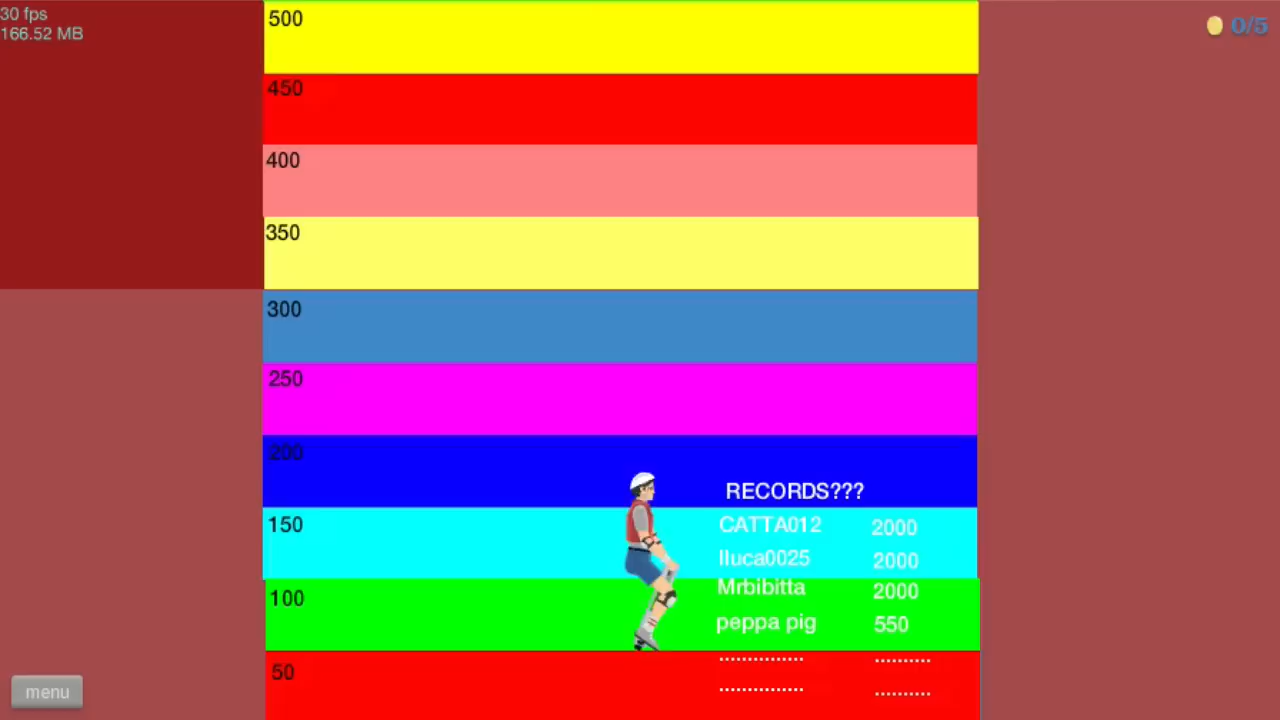 30 fps
166.52 MB
0/5
500
450
400
350
300
250
200
RECORDS???
150
CATTA012 2000
lluca0025 2000
Mrbibitta 2000
100
peppa pig 550
............... ..........
50
............... ..........
menu